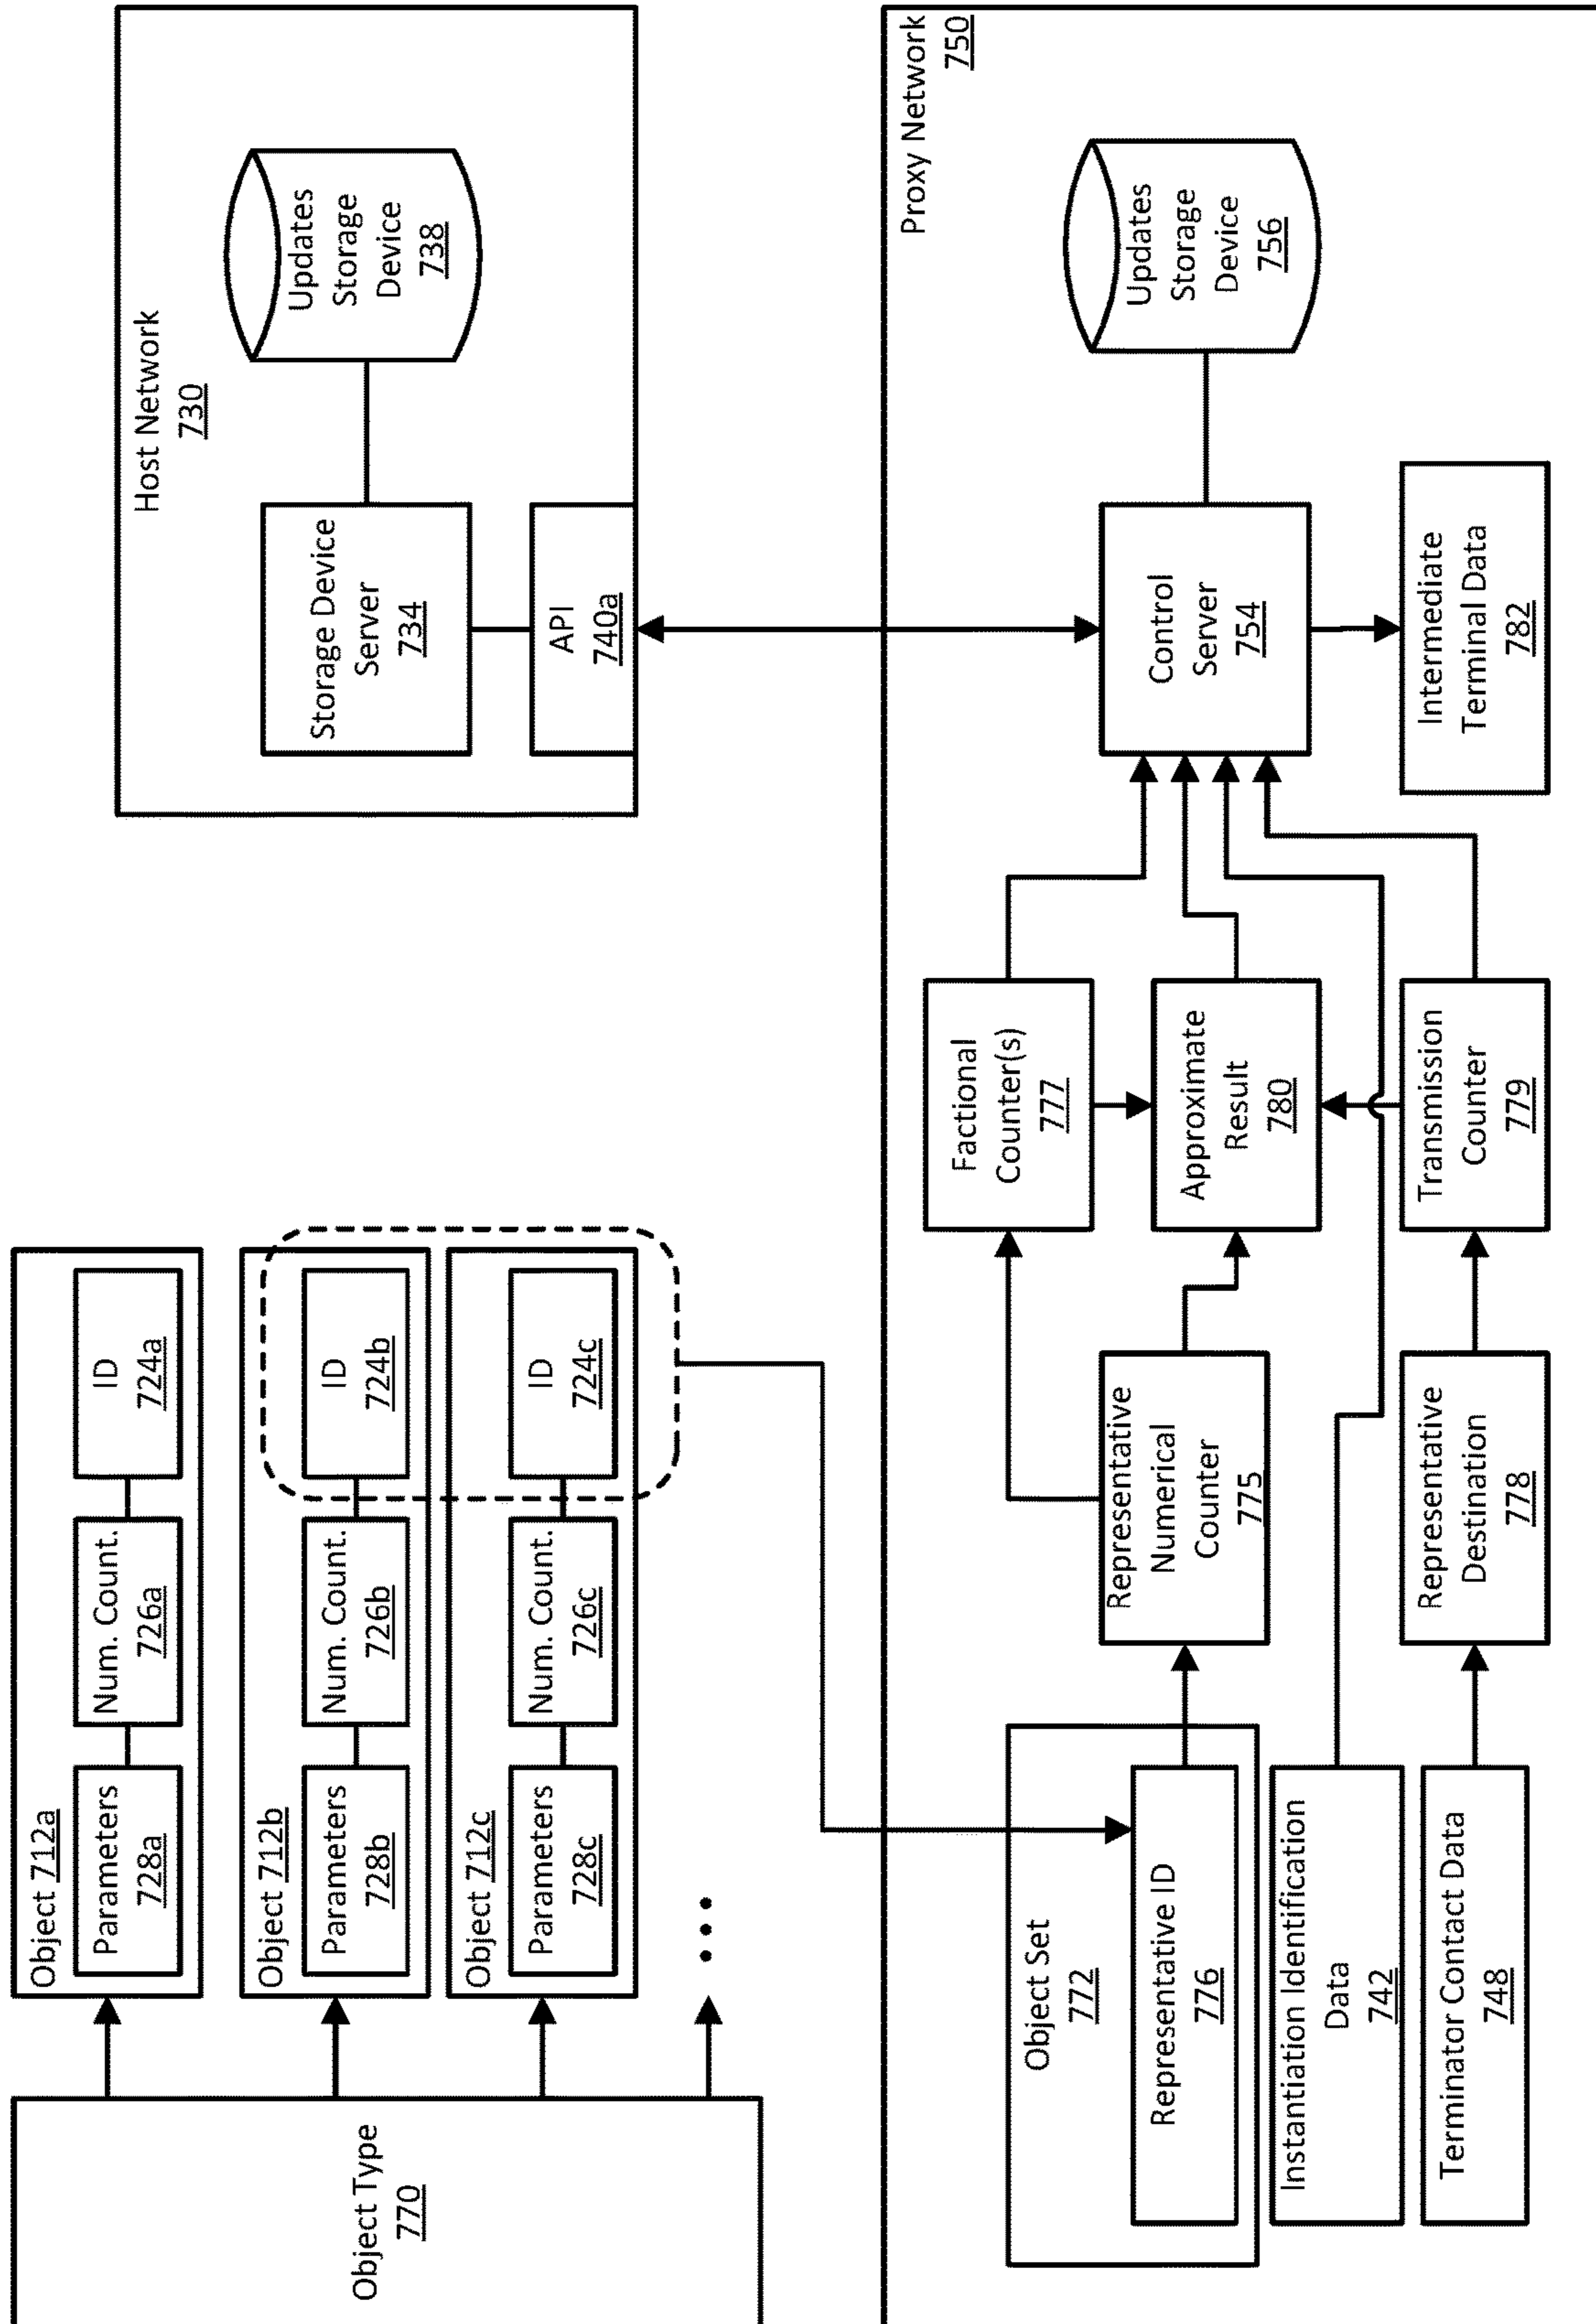 Object Type
770
Object 712a
Parameters
728a
Num. Count.
726a
ID
724a
Object 712b
Parameters
728b
Num. Count.
726b
ID
724b
Object 712c
Parameters
728c
Num. Count.
726c
ID
724c
Host Network
730
Storage Device
Server
734
Updates
Storage
Device
738
API
740a
Proxy Network
750
Object Set
772
Representative ID
776
Instantiation Identification
Data
742
Terminator Contact Data
748
Representative
Numerical
Counter
775
Representative
Destination
778
Factional
Counter(s)
777
Approximate
Result
780
Transmission
Counter
779
Control
Server
754
Updates
Storage
Device
756
Intermediate
Terminal Data
782